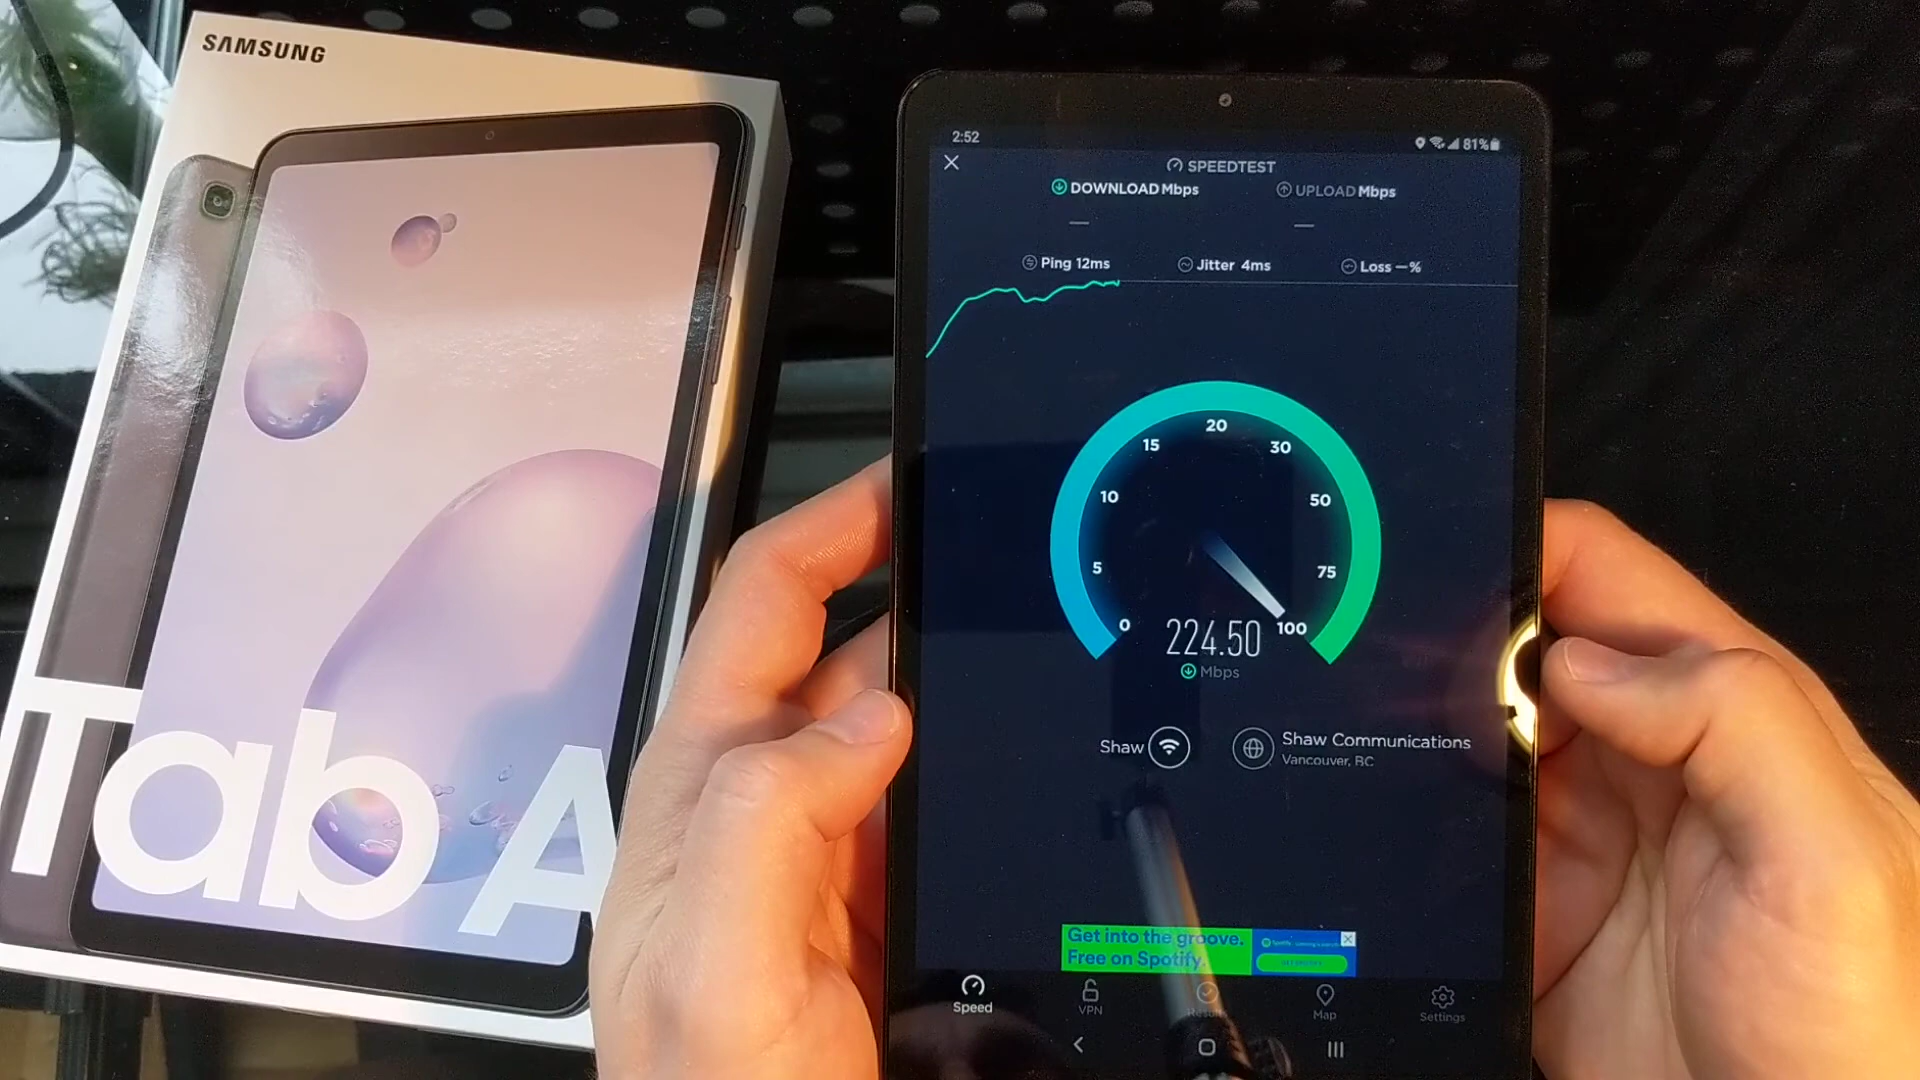 SAMSUNG
Tab A
2:52
81%
SPEEDTEST
DOWNLOAD Mbps
UPLOAD Mbps
—
—
Ping 12ms
Jitter 4ms
Loss —%
0
5
10
15
20
30
50
75
100
224.50
Mbps
Shaw
Shaw Communications
Vancouver, BC
Get into the groove.
Free on Spotify.
Speed
VPN
Results
Map
Settings